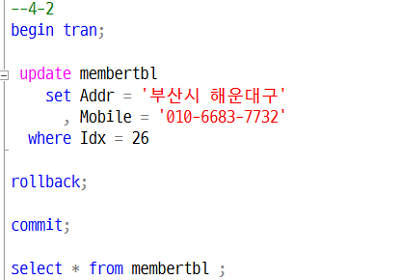 --4-2
begin tran;
update membertbl
set Addr = '부산시 해운대구'
, Mobile = '010-6683-7732'
where Idx = 26
rollback;
commit;
select * from membertbl ;